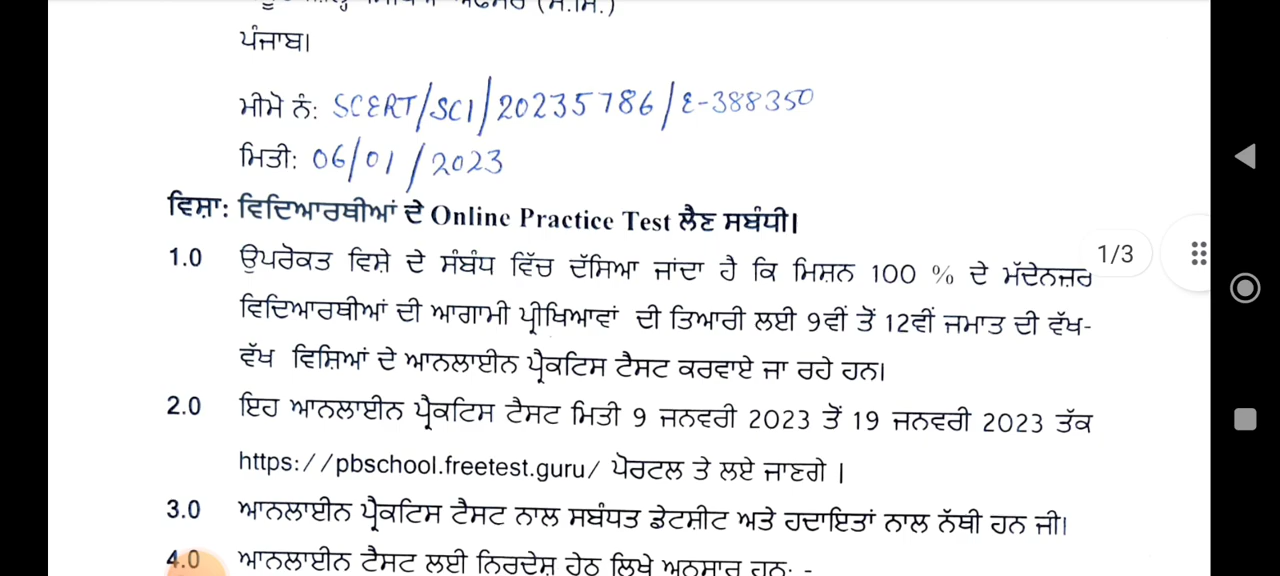 (ਸ.ਸਿ.)
ਪੰਜਾਬ।
ਮੀਮੋ ਨੰ: SCERT/SCI/20235786/E-388350
ਮਿਤੀ: 06/01/2023
ਵਿਸ਼ਾ: ਵਿਦਿਆਰਥੀਆਂ ਦੇ Online Practice Test ਲੈਣ ਸਬੰਧੀ।
1.0 ਉਪਰੋਕਤ ਵਿਸ਼ੇ ਦੇ ਸੰਬੰਧ ਵਿੱਚ ਦੱਸਿਆ ਜਾਂਦਾ ਹੈ ਕਿ ਮਿਸ਼ਨ 100 % ਦੇ ਮੱਦੇਨਜ਼ਰ
1/3
ਵਿਦਿਆਰਥੀਆਂ ਦੀ ਆਗਾਮੀ ਪ੍ਰੀਖਿਆਵਾਂ ਦੀ ਤਿਆਰੀ ਲਈ 9ਵੀਂ ਤੋਂ 12ਵੀਂ ਜਮਾਤ ਦੀ ਵੱਖ-
ਵੱਖ ਵਿਸ਼ਿਆਂ ਦੇ ਆਨਲਾਈਨ ਪ੍ਰੈਕਟਿਸ ਟੈਸਟ ਕਰਵਾਏ ਜਾ ਰਹੇ ਹਨ।
2.0 ਇਹ ਆਨਲਾਈਨ ਪ੍ਰੈਕਟਿਸ ਟੈਸਟ ਮਿਤੀ 9 ਜਨਵਰੀ 2023 ਤੋਂ 19 ਜਨਵਰੀ 2023 ਤੱਕ
https://pbschool.freetest.guru/ ਪੋਰਟਲ ਤੇ ਲਏ ਜਾਣਗੇ ।
3.0 ਆਨਲਾਈਨ ਪ੍ਰੈਕਟਿਸ ਟੈਸਟ ਨਾਲ ਸਬੰਧਤ ਡੇਟਸ਼ੀਟ ਅਤੇ ਹਦਾਇਤਾਂ ਨਾਲ ਨੱਥੀ ਹਨ ਜੀ।
4.0 ਆਨਲਾਈਨ ਟੈਸਟ ਲਈ ਨਿਰਦੇਸ਼ ਹੇਠ ਲਿਖੇ ਅਨੁਸਾਰ ਹਨ: -